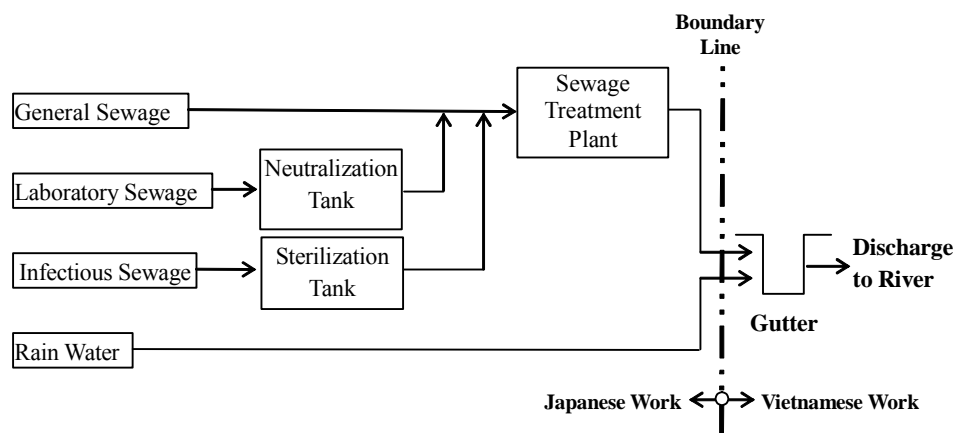 Boundary
Line
General Sewage
Sewage
Treatment
Plant
Laboratory Sewage
Neutralization
Tank
Infectious Sewage
Sterilization
Tank
Discharge
to River
Gutter
Rain Water
Japanese Work
Vietnamese Work